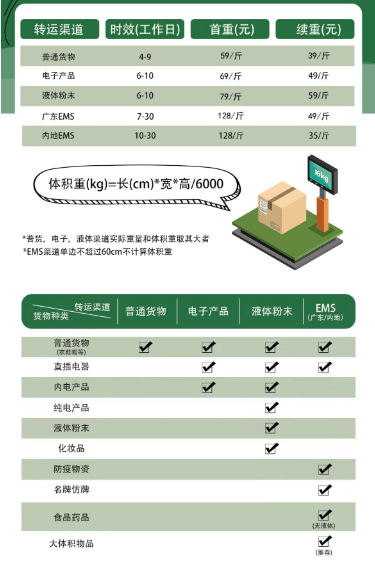 转运渠道 时效(工作日) 首重(元) 续重(元)
普通货物 4-9 59/斤 39/斤
电子产品 6-10 69/斤 49/斤
液体粉末 6-10 79/斤 59/斤
广东EMS 7-30 128/斤 49/斤
内地EMS 10-30 128/斤 35/斤
体积重(kg)=长(cm)*宽*高/6000
16kg
*普货，电子，液体渠道实际重量和体积重取其大者
*EMS渠道单边不超过60cm不计算体积重
转运渠道
货物种类
普通货物 电子产品 液体粉末 EMS
(广东/内地)
普通货物
直插电器
内电产品
纯电产品
液体粉末
化妆品
防疫物资
名牌仿牌
食品药品
(无液体)
大体积物品
(推荐)